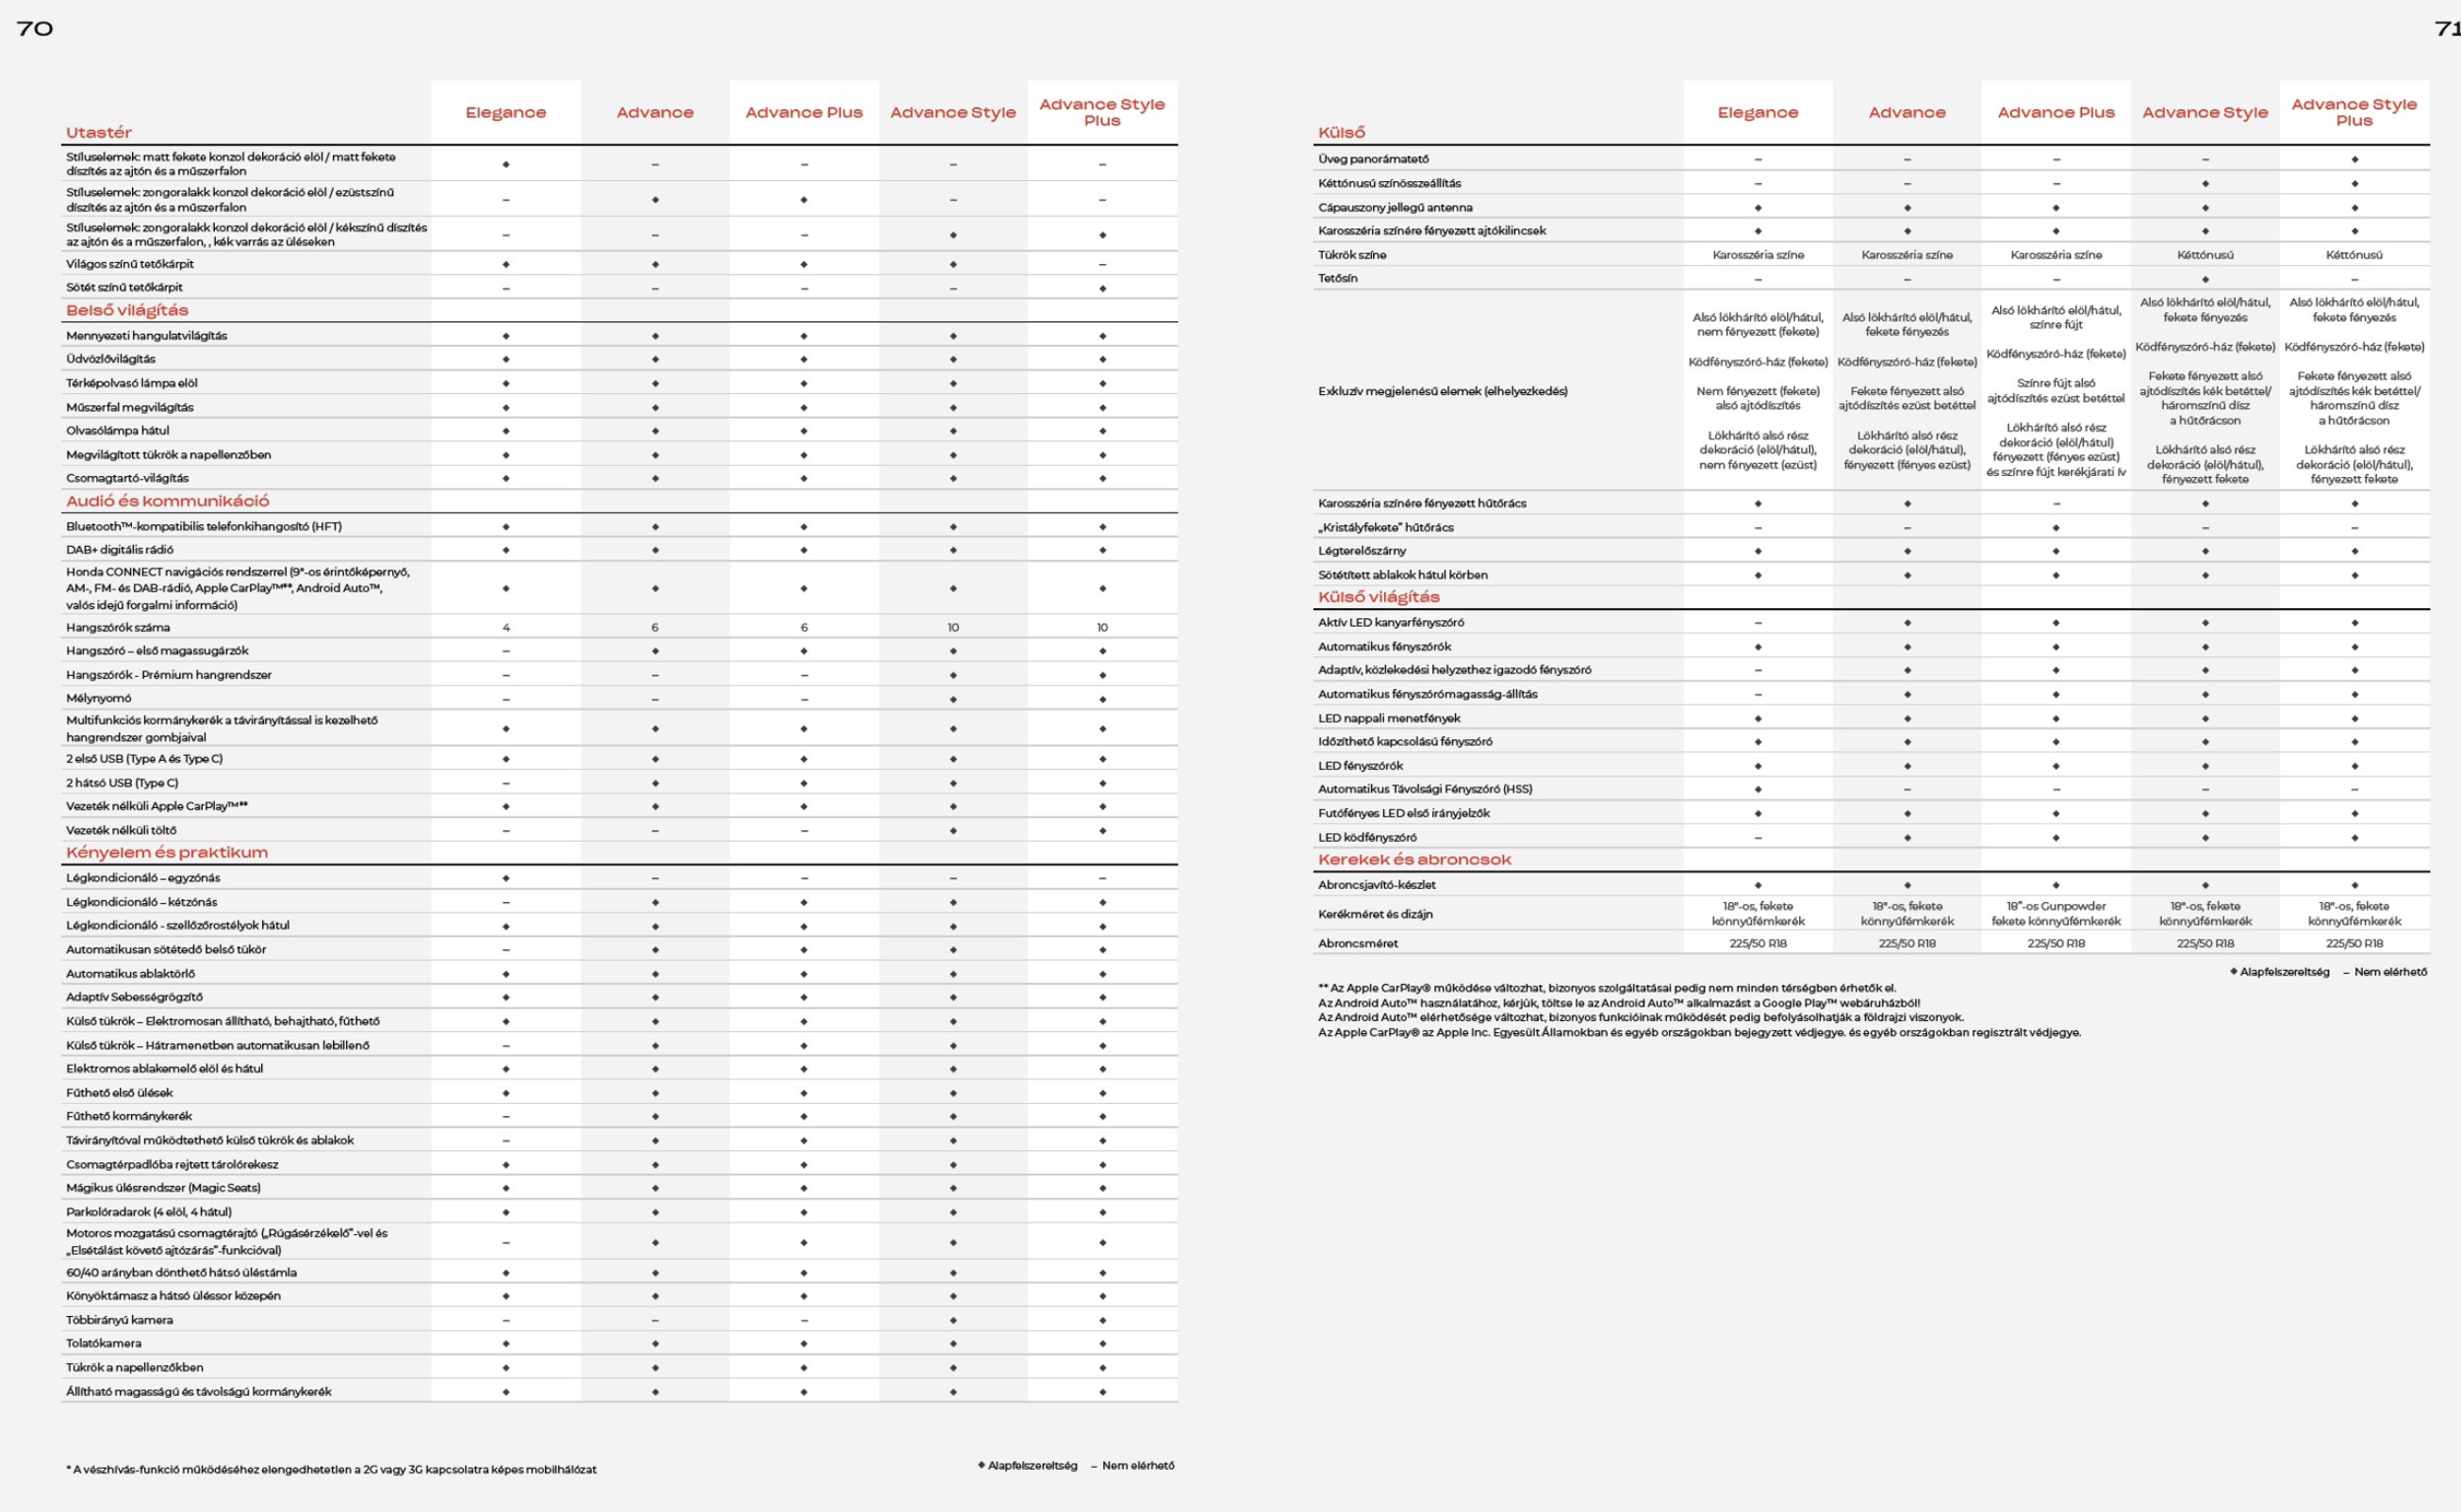 70
71
Utastér Elegance Advance Advance Plus Advance Style Advance Style Plus
Stíluselemek: matt fekete konzol dekoráció elöl / matt fekete
díszítés az ajtón és a műszerfalon ◆ – – – –
Stíluselemek: zongoralakk konzol dekoráció elöl / ezüstszínű
díszítés az ajtón és a műszerfalon – ◆ ◆ – –
Stíluselemek: zongoralakk konzol dekoráció elöl / kékszínű díszítés
az ajtón és a műszerfalon, , kék varrás az üléseken – – – ◆ ◆
Világos színű tetőkárpit ◆ ◆ ◆ ◆ –
Sötét színű tetőkárpit – – – – ◆
Belső világítás
Mennyezeti hangulatvilágítás ◆ ◆ ◆ ◆ ◆
Üdvözlővilágítás ◆ ◆ ◆ ◆ ◆
Térképolvasó lámpa elöl ◆ ◆ ◆ ◆ ◆
Műszerfal megvilágítás ◆ ◆ ◆ ◆ ◆
Olvasólámpa hátul ◆ ◆ ◆ ◆ ◆
Megvilágított tükrök a napellenzőben ◆ ◆ ◆ ◆ ◆
Csomagtartó-világítás ◆ ◆ ◆ ◆ ◆
Audió és kommunikáció
Bluetooth™-kompatibilis telefonkihangosító (HFT) ◆ ◆ ◆ ◆ ◆
DAB+ digitális rádió ◆ ◆ ◆ ◆ ◆
Honda CONNECT navigációs rendszerrel (9"-os érintőképernyő,
AM-, FM- és DAB-rádió, Apple CarPlay™**, Android Auto™,
valós idejű forgalmi információ) ◆ ◆ ◆ ◆ ◆
Hangszórók száma 4 6 6 10 10
Hangszóró – első magassugárzók – ◆ ◆ ◆ ◆
Hangszórók - Prémium hangrendszer – – – ◆ ◆
Mélynyomó – – – ◆ ◆
Multifunkciós kormánykerék a távirányítással is kezelhető
hangrendszer gombjaival ◆ ◆ ◆ ◆ ◆
2 első USB (Type A és Type C) ◆ ◆ ◆ ◆ ◆
2 hátsó USB (Type C) – ◆ ◆ ◆ ◆
Vezeték nélküli Apple CarPlay™** ◆ ◆ ◆ ◆ ◆
Vezeték nélküli töltő – – – ◆ ◆
Kényelem és praktikum
Légkondicionáló – egyzónás ◆ – – – –
Légkondicionáló – kétzónás – ◆ ◆ ◆ ◆
Légkondicionáló - szellőzőrostélyok hátul ◆ ◆ ◆ ◆ ◆
Automatikusan sötétedő belső tükör – ◆ ◆ ◆ ◆
Automatikus ablaktörlő ◆ ◆ ◆ ◆ ◆
Adaptív Sebességrögzítő ◆ ◆ ◆ ◆ ◆
Külső tükrök – Elektromosan állítható, behajtható, fűthető ◆ ◆ ◆ ◆ ◆
Külső tükrök – Hátramenetben automatikusan lebillenő – ◆ ◆ ◆ ◆
Elektromos ablakemelő elöl és hátul ◆ ◆ ◆ ◆ ◆
Fűthető első ülések ◆ ◆ ◆ ◆ ◆
Fűthető kormánykerék – ◆ ◆ ◆ ◆
Távirányítóval működtethető külső tükrök és ablakok – ◆ ◆ ◆ ◆
Csomagtérpadlóba rejtett tárolórekesz ◆ ◆ ◆ ◆ ◆
Mágikus ülésrendszer (Magic Seats) ◆ ◆ ◆ ◆ ◆
Parkolóradarok (4 elöl, 4 hátul) ◆ ◆ ◆ ◆ ◆
Motoros mozgatású csomagtérajtó („Rúgásérzékelő"-vel és
„Elsétálást követő ajtózárás"-funkcióval) – ◆ ◆ ◆ ◆
60/40 arányban dönthető hátsó üléstámla ◆ ◆ ◆ ◆ ◆
Könyöktámasz a hátsó üléssor közepén ◆ ◆ ◆ ◆ ◆
Többirányú kamera – – – ◆ ◆
Tolatókamera ◆ ◆ ◆ ◆ ◆
Tükrök a napellenzőkben ◆ ◆ ◆ ◆ ◆
Állítható magasságú és távolságú kormánykerék ◆ ◆ ◆ ◆ ◆
* A vészhívás-funkció működéséhez elengedhetetlen a 2G vagy 3G kapcsolatra képes mobilhálózat
◆ Alapfelszereltség – Nem elérhető
Külső Elegance Advance Advance Plus Advance Style Advance Style Plus
Üveg panorámatető – – – – ◆
Kéttónusú színösszeállítás – – – ◆ ◆
Cápauszony jellegű antenna ◆ ◆ ◆ ◆ ◆
Karosszéria színére fényezett ajtókilincsek ◆ ◆ ◆ ◆ ◆
Tükrök színe Karosszéria színe Karosszéria színe Karosszéria színe Kéttónusú Kéttónusú
Tetősín – – – ◆ –
Exkluzív megjelenésű elemek (elhelyezkedés)
Alsó lökhárító elöl/hátul,
nem fényezett (fekete)
Ködfényszóró-ház (fekete)
Nem fényezett (fekete)
alsó ajtódíszítés
Lökhárító alsó rész
dekoráció (elöl/hátul),
nem fényezett (ezüst)
Alsó lökhárító elöl/hátul,
fekete fényezés
Ködfényszóró-ház (fekete)
Fekete fényezett alsó
ajtódíszítés ezüst betéttel
Lökhárító alsó rész
dekoráció (elöl/hátul),
fényezett (fényes ezüst)
Alsó lökhárító elöl/hátul,
színre fújt
Ködfényszóró-ház (fekete)
Színre fújt alsó
ajtódíszítés ezüst betéttel
Lökhárító alsó rész
dekoráció (elöl/hátul)
fényezett (fényes ezüst)
és színre fújt kerékjárati ív
Alsó lökhárító elöl/hátul,
fekete fényezés
Ködfényszóró-ház (fekete)
Fekete fényezett alsó
ajtódíszítés kék betéttel/
háromszínű dísz
a hűtőrácson
Lökhárító alsó rész
dekoráció (elöl/hátul),
fényezett fekete
Alsó lökhárító elöl/hátul,
fekete fényezés
Ködfényszóró-ház (fekete)
Fekete fényezett alsó
ajtódíszítés kék betéttel/
háromszínű dísz
a hűtőrácson
Lökhárító alsó rész
dekoráció (elöl/hátul),
fényezett fekete
Karosszéria színére fényezett hűtőrács ◆ ◆ – ◆ ◆
„Kristályfekete" hűtőrács – – ◆ – –
Légterelőszárny ◆ ◆ ◆ ◆ ◆
Sötétített ablakok hátul körben ◆ ◆ ◆ ◆ ◆
Külső világítás
Aktív LED kanyarfényszóró – ◆ ◆ ◆ ◆
Automatikus fényszórók ◆ ◆ ◆ ◆ ◆
Adaptív, közlekedési helyzethez igazodó fényszóró – ◆ ◆ ◆ ◆
Automatikus fényszórómagasság-állítás – ◆ ◆ ◆ ◆
LED nappali menetfények ◆ ◆ ◆ ◆ ◆
Időzíthető kapcsolású fényszóró ◆ ◆ ◆ ◆ ◆
LED fényszórók ◆ ◆ ◆ ◆ ◆
Automatikus Távolsági Fényszóró (HSS) ◆ – – – –
Futófényes LED első irányjelzők ◆ ◆ ◆ ◆ ◆
LED ködfényszóró – ◆ ◆ ◆ ◆
Kerekek és abroncsok
Abroncsjavító-készlet ◆ ◆ ◆ ◆ ◆
Kerékméret és dizájn
18"-os, fekete
könnyűfémkerék
18"-os, fekete
könnyűfémkerék
18"-os Gunpowder
fekete könnyűfémkerék
18"-os, fekete
könnyűfémkerék
18"-os, fekete
könnyűfémkerék
Abroncsméret 225/50 R18 225/50 R18 225/50 R18 225/50 R18 225/50 R18
◆ Alapfelszereltség – Nem elérhető
** Az Apple CarPlay® működése változhat, bizonyos szolgáltatásai pedig nem minden térségben érhetők el.
Az Android Auto™ használatához, kérjük, töltse le az Android Auto™ alkalmazást a Google Play™ webáruházból!
Az Android Auto™ elérhetősége változhat, bizonyos funkcióinak működését pedig befolyásolhatják a földrajzi viszonyok.
Az Apple CarPlay® az Apple Inc. Egyesült Államokban és egyéb országokban bejegyzett védjegye. és egyéb országokban regisztrált védjegye.